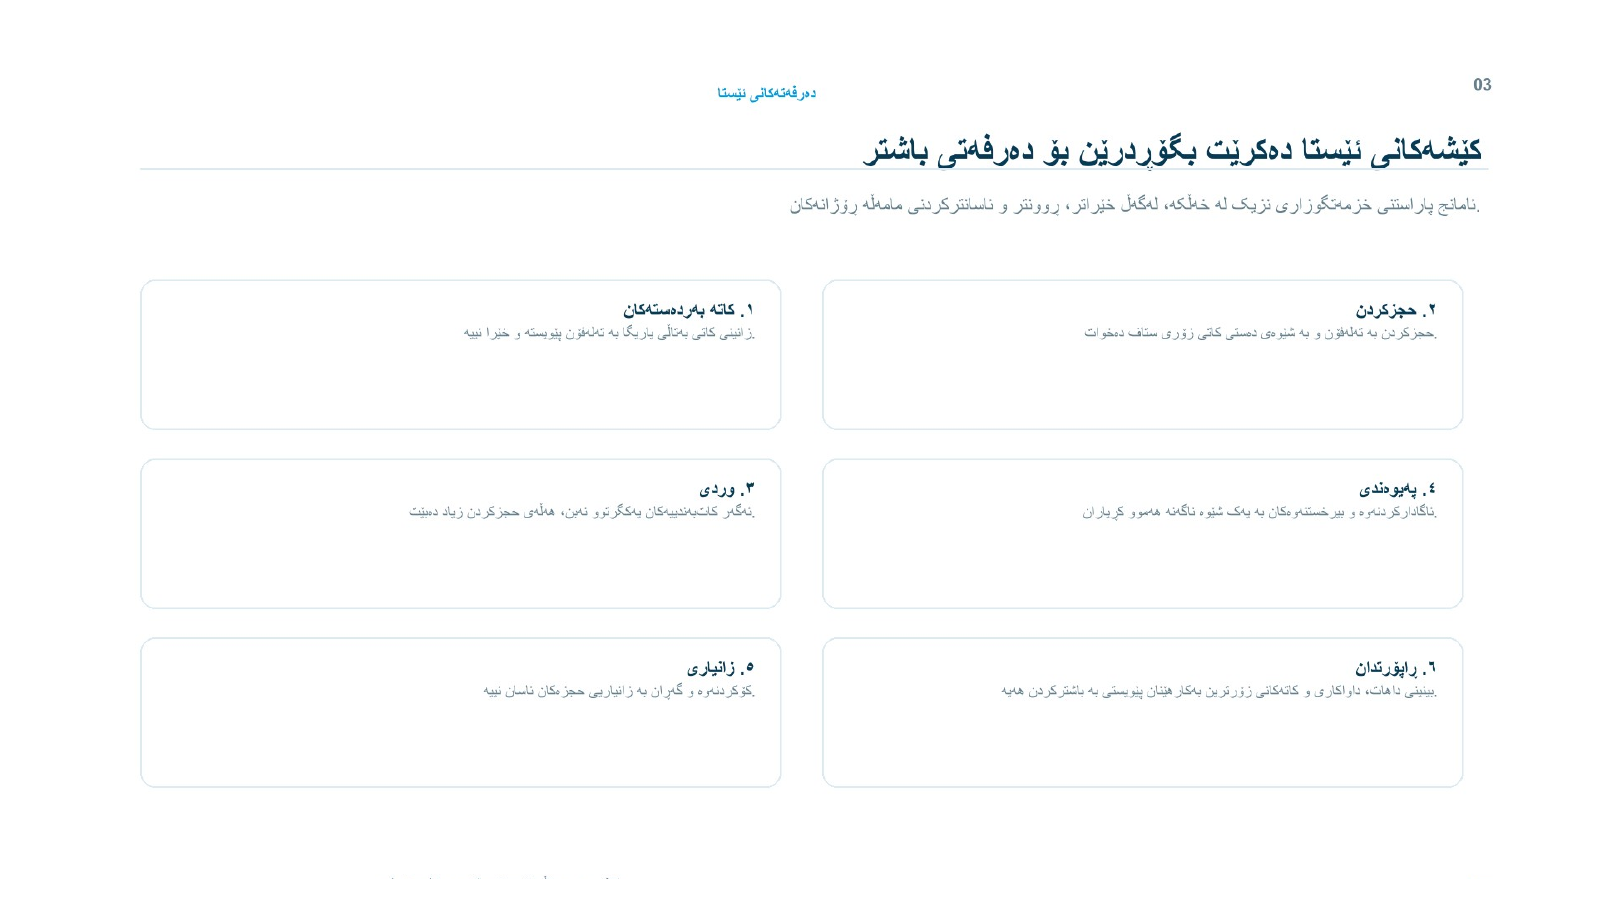 03
دەرفەتەکانی ئێستا
کێشەکانی ئێستا دەکرێت بگۆڕدرێن بۆ دەرفەتی باشتر
ئامانج پاراستنی خزمەتگوزاری نزیک لە خەڵکە، لەگەڵ خێراتر، ڕوونتر و ئاسانترکردنی مامەڵە ڕۆژانەکان.
١. کاتە بەردەستەکان
زانینی کاتی بەتاڵی یاریگا بە تەلەفۆن پێویستە و خێرا نییە.
٢. حجزکردن
حجزکردن بە تەلەفۆن و بە شێوەی دەستی کاتی زۆری ستاف دەخوات.
٣. وردی
ئەگەر کات‌بەندییەکان یەکگرتوو نەبن، هەڵەی حجزکردن زیاد دەبێت.
٤. پەیوەندی
ئاگادارکردنەوە و بیرخستنەوەکان بە یەک شێوە ناگەنە هەموو کڕیاران.
٥. زانیاری
کۆکردنەوە و گەڕان بە زانیاریی حجزەکان ئاسان نییە.
٦. ڕاپۆرتدان
بینینی داهات، داواکاری و کاتەکانی زۆرترین بەکارهێنان پێویستی بە باشترکردن هەیە.